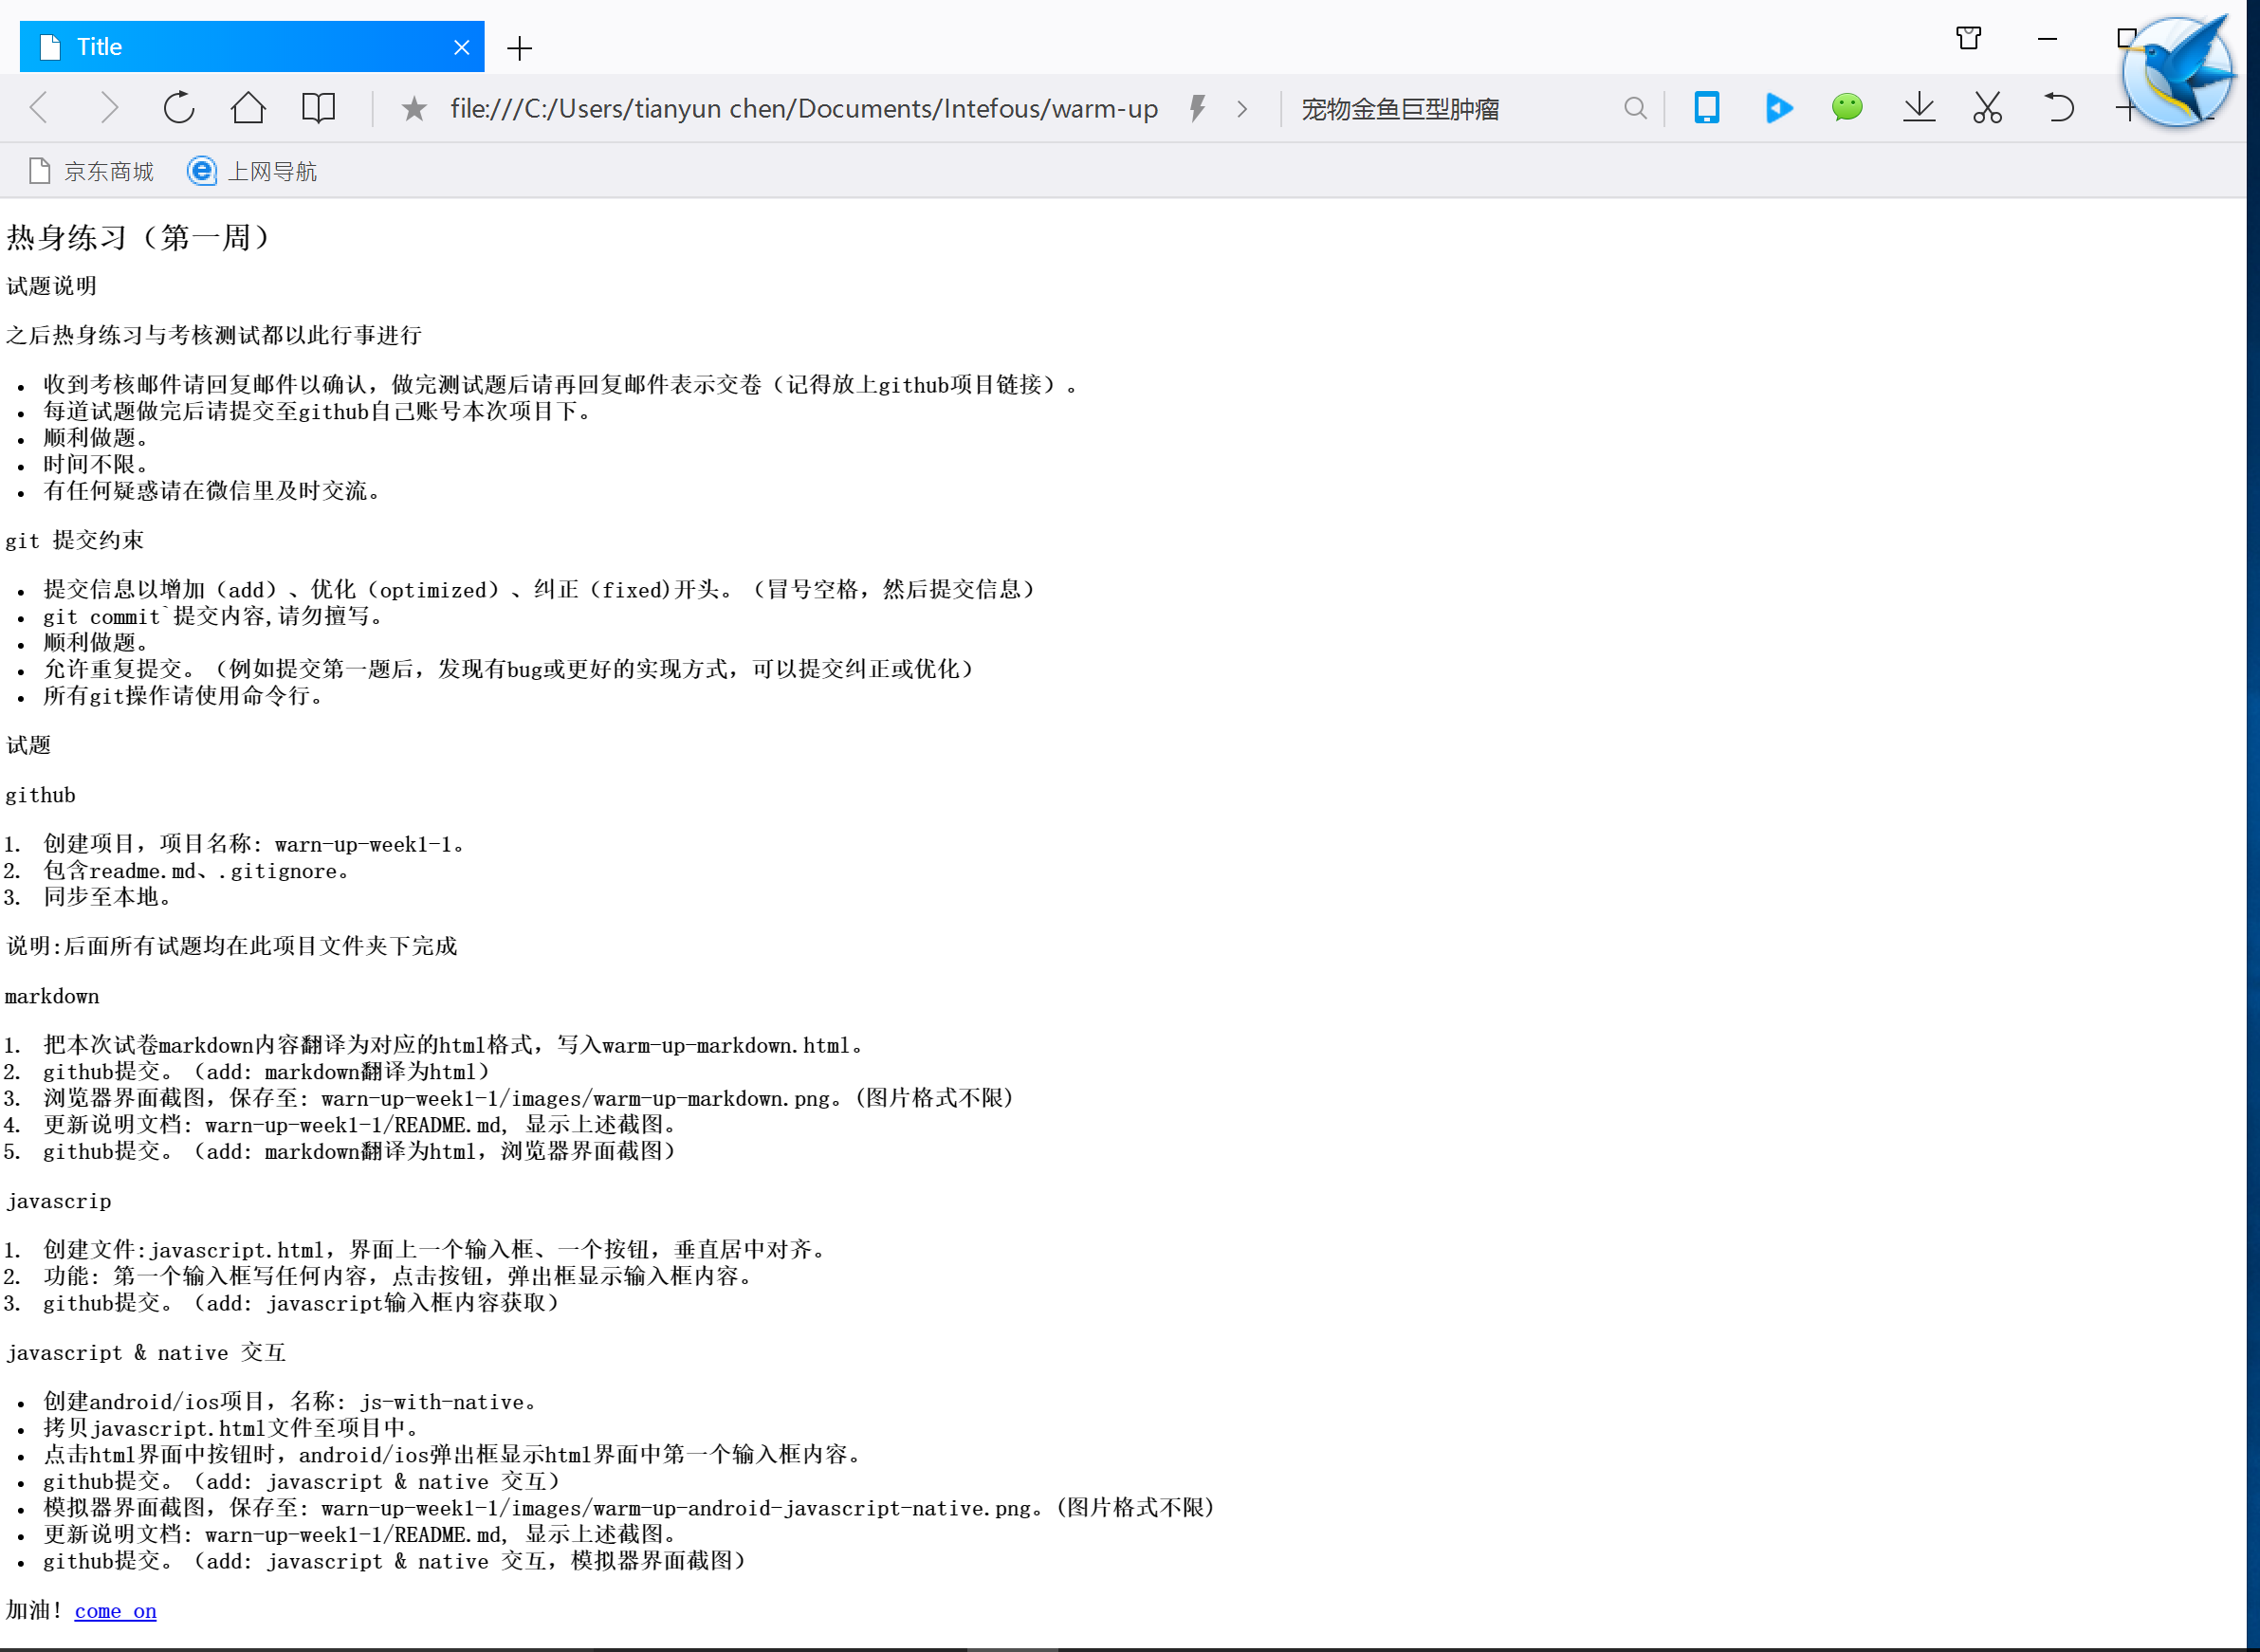 Title
file:///C:/Users/tianyun chen/Documents/Intefous/warm-up
宠物金鱼巨型肿瘤
京东商城 上网导航
热身练习（第一周）
试题说明
之后热身练习与考核测试都以此行事进行
• 收到考核邮件请回复邮件以确认，做完测试题后请再回复邮件表示交卷（记得放上github项目链接）。
• 每道试题做完后请提交至github自己账号本次项目下。
• 顺利做题。
• 时间不限。
• 有任何疑惑请在微信里及时交流。
git 提交约束
• 提交信息以增加（add）、优化（optimized）、纠正（fixed)开头。（冒号空格，然后提交信息）
• git commit`提交内容,请勿擅写。
• 顺利做题。
• 允许重复提交。（例如提交第一题后，发现有bug或更好的实现方式，可以提交纠正或优化）
• 所有git操作请使用命令行。
试题
github
1. 创建项目，项目名称: warn-up-week1-1。
2. 包含readme.md、.gitignore。
3. 同步至本地。
说明:后面所有试题均在此项目文件夹下完成
markdown
1. 把本次试卷markdown内容翻译为对应的html格式，写入warm-up-markdown.html。
2. github提交。（add: markdown翻译为html）
3. 浏览器界面截图，保存至: warn-up-week1-1/images/warm-up-markdown.png。(图片格式不限)
4. 更新说明文档: warn-up-week1-1/README.md, 显示上述截图。
5. github提交。（add: markdown翻译为html，浏览器界面截图）
javascrip
1. 创建文件:javascript.html，界面上一个输入框、一个按钮，垂直居中对齐。
2. 功能: 第一个输入框写任何内容，点击按钮，弹出框显示输入框内容。
3. github提交。（add: javascript输入框内容获取）
javascript & native 交互
• 创建android/ios项目，名称: js-with-native。
• 拷贝javascript.html文件至项目中。
• 点击html界面中按钮时，android/ios弹出框显示html界面中第一个输入框内容。
• github提交。（add: javascript & native 交互）
• 模拟器界面截图，保存至: warn-up-week1-1/images/warm-up-android-javascript-native.png。(图片格式不限)
• 更新说明文档: warn-up-week1-1/README.md, 显示上述截图。
• github提交。（add: javascript & native 交互，模拟器界面截图）
加油! come on